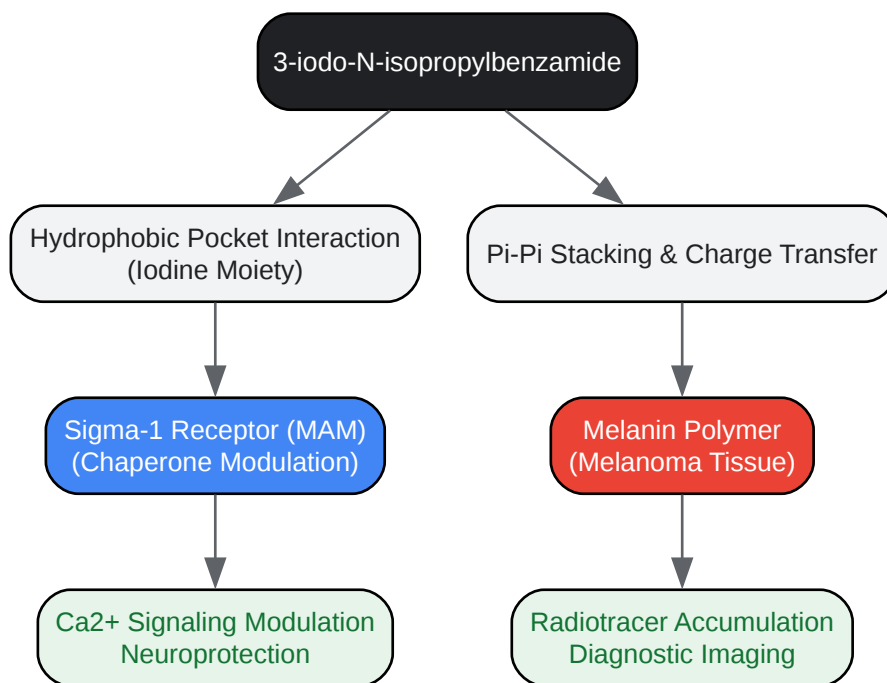 3-iodo-N-isopropylbenzamide
Hydrophobic Pocket Interaction
(Iodine Moiety)
Pi-Pi Stacking & Charge Transfer
Sigma-1 Receptor (MAM)
(Chaperone Modulation)
Melanin Polymer
(Melanoma Tissue)
Ca2+ Signaling Modulation
Neuroprotection
Radiotracer Accumulation
Diagnostic Imaging